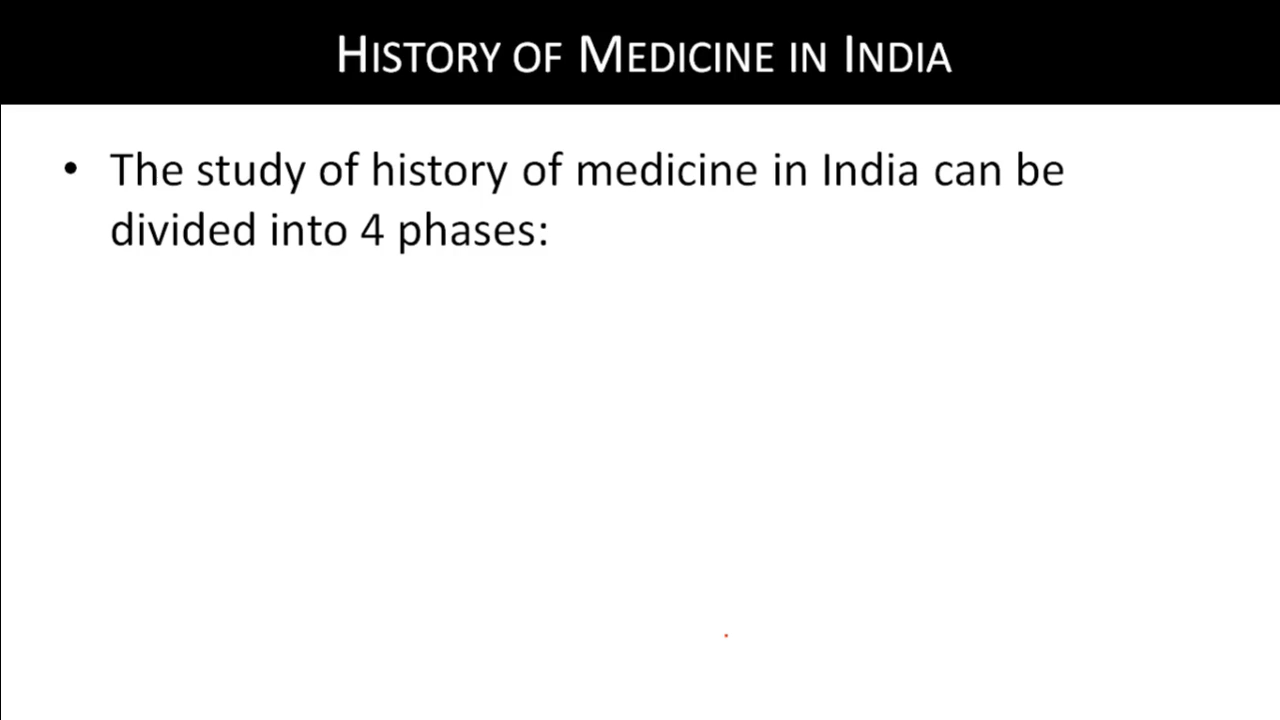 HISTORY OF MEDICINE IN INDIA
• The study of history of medicine in India can be
divided into 4 phases: